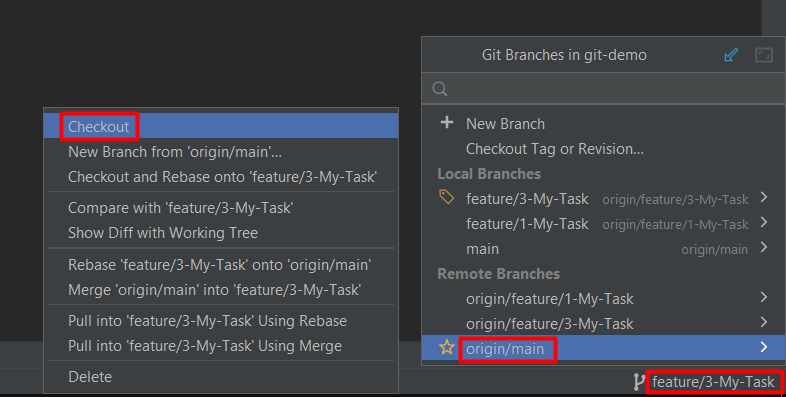 Git Branches in git-demo
New Branch
Checkout Tag or Revision...
Local Branches
feature/3-My-Task origin/feature/3-My-Task
feature/1-My-Task origin/feature/1-My-Task
main origin/main
Remote Branches
origin/feature/1-My-Task
origin/feature/3-My-Task
origin/main
Checkout
New Branch from 'origin/main'...
Checkout and Rebase onto 'feature/3-My-Task'
Compare with 'feature/3-My-Task'
Show Diff with Working Tree
Rebase 'feature/3-My-Task' onto 'origin/main'
Merge 'origin/main' into 'feature/3-My-Task'
Pull into 'feature/3-My-Task' Using Rebase
Pull into 'feature/3-My-Task' Using Merge
Delete
feature/3-My-Task